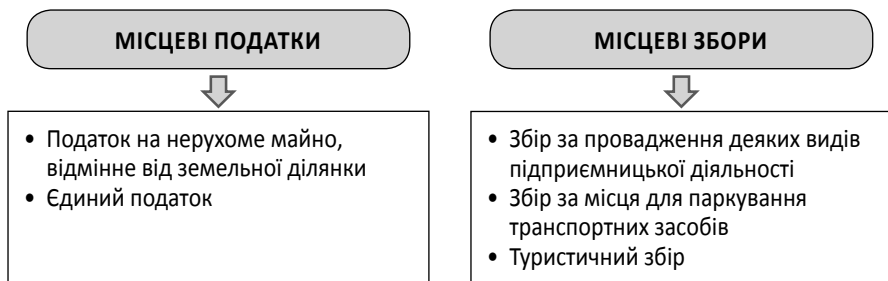 МІСЦЕВІ ПОДАТКИ
• Податок на нерухоме майно,
відмінне від земельної ділянки
• Єдиний податок
МІСЦЕВІ ЗБОРИ
• Збір за провадження деяких видів
підприємницької діяльності
• Збір за місця для паркування
транспортних засобів
• Туристичний збір